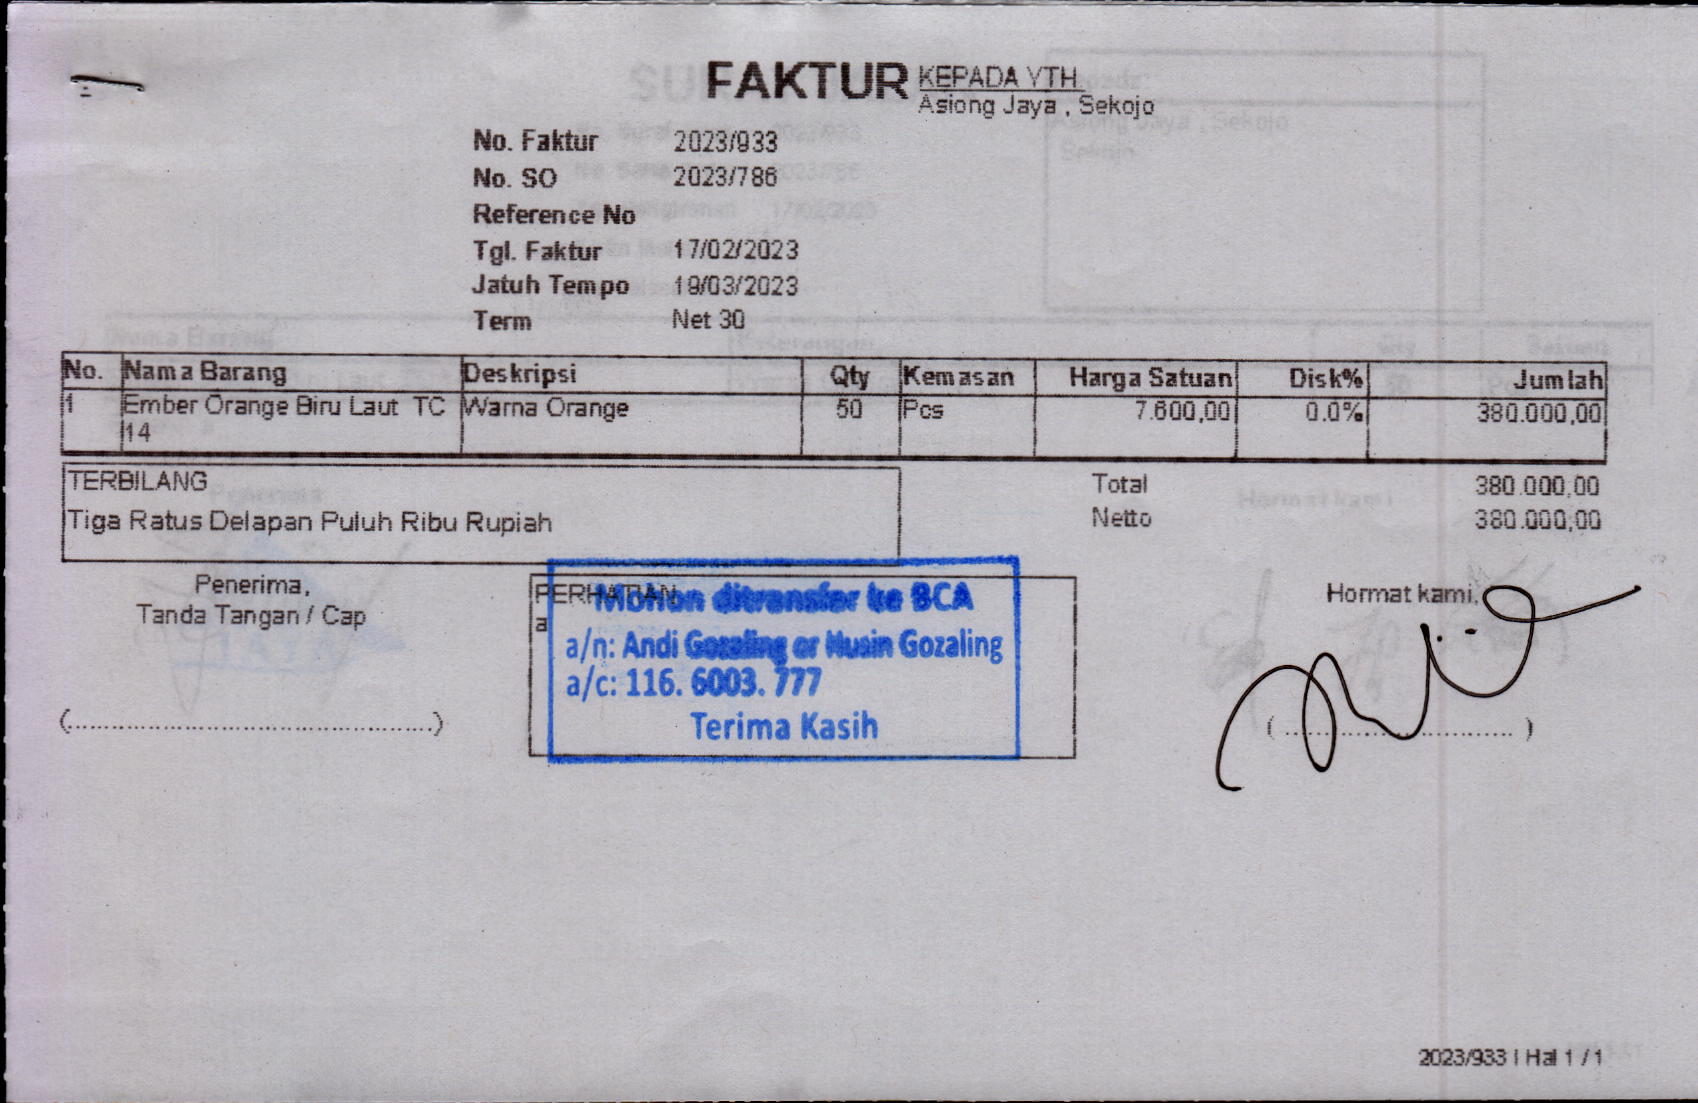 FAKTUR
KEPADA YTH.
Asiong Jaya , Sekojo
No. Faktur 2023/933
No. SO 2023/786
Reference No
Tgl. Faktur 17/02/2023
Jatuh Tempo 19/03/2023
Term Net 30
No. Nama Barang Deskripsi Qty Kemasan Harga Satuan Disk% Jumlah
1 Ember Orange Biru Laut TC Warna Orange 50 Pcs 7.600,00 0.0% 380.000,00
14
TERBILANG
Tiga Ratus Delapan Puluh Ribu Rupiah
Total 380.000,00
Netto 380.000,00
Penerima,
Tanda Tangan / Cap
(..............................................)
PERHATIAN
a
Mohon ditransfer ke BCA
a/n: Andi Gozaling or Husin Gozaling
a/c: 116. 6003. 777
Terima Kasih
Hormat kami,
( .............................. )
2023/933 | Hal 1 / 1